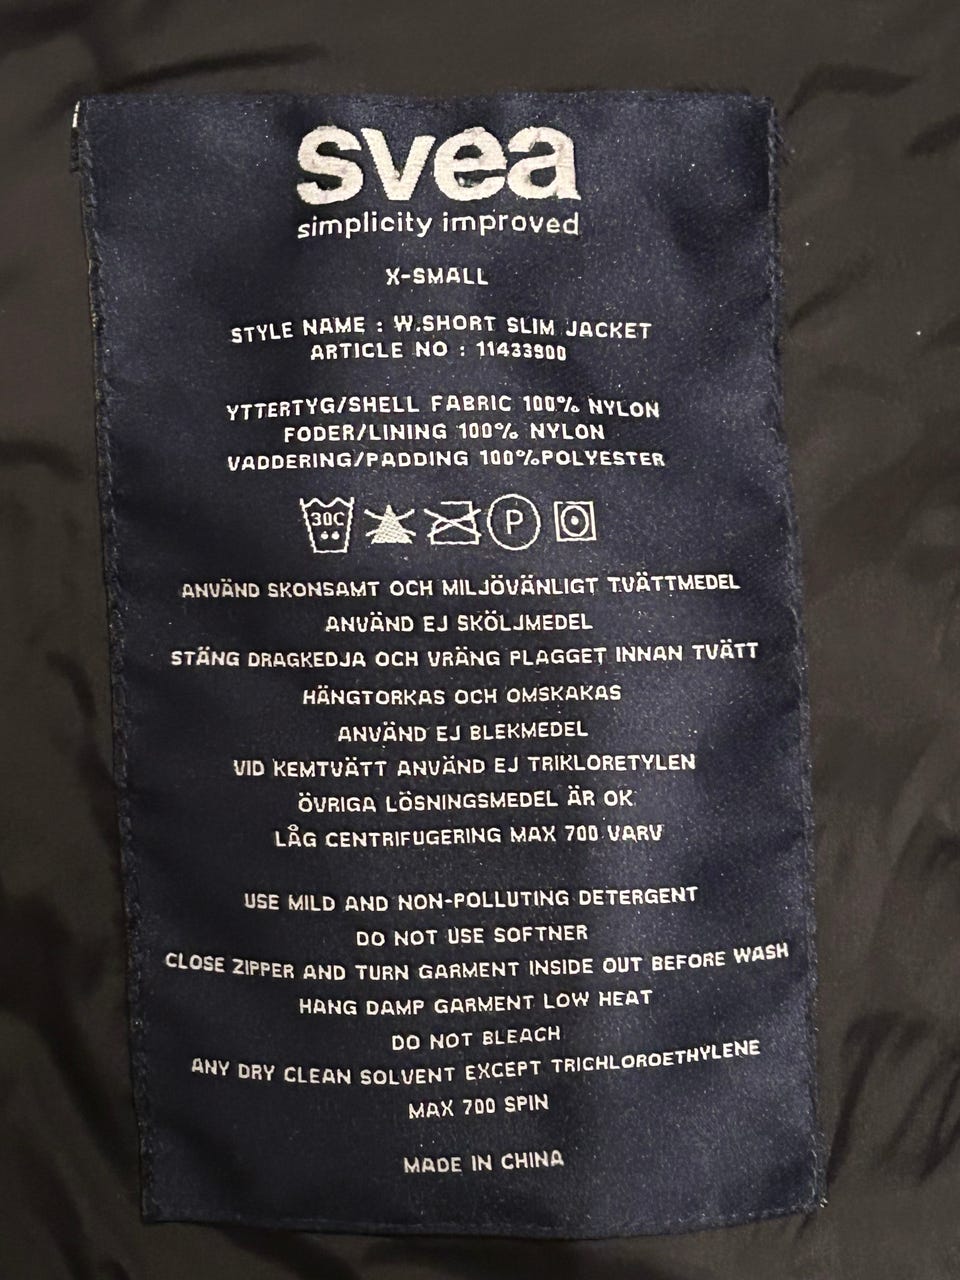 svea
simplicity improved
X-SMALL
STYLE NAME : W.SHORT SLIM JACKET
ARTICLE NO : 11433900
YTTERTYG/SHELL FABRIC 100% NYLON
FODER/LINING 100% NYLON
VADDERING/PADDING 100%POLYESTER
30C P
ANVÄND SKONSAMT OCH MILJÖVÄNLIGT TVÄTTMEDEL
ANVÄND EJ SKÖLJMEDEL
STÄNG DRAGKEDJA OCH VRÄNG PLAGGET INNAN TVÄTT
HÄNGTORKAS OCH OMSKAKAS
ANVÄND EJ BLEKMEDEL
VID KEMTVÄTT ANVÄND EJ TRIKLORETYLEN
ÖVRIGA LÖSNINGSMEDEL ÄR OK
LÅG CENTRIFUGERING MAX 700 VARV
USE MILD AND NON-POLLUTING DETERGENT
DO NOT USE SOFTNER
CLOSE ZIPPER AND TURN GARMENT INSIDE OUT BEFORE WASH
HANG DAMP GARMENT LOW HEAT
DO NOT BLEACH
ANY DRY CLEAN SOLVENT EXCEPT TRICHLOROETHYLENE
MAX 700 SPIN
MADE IN CHINA